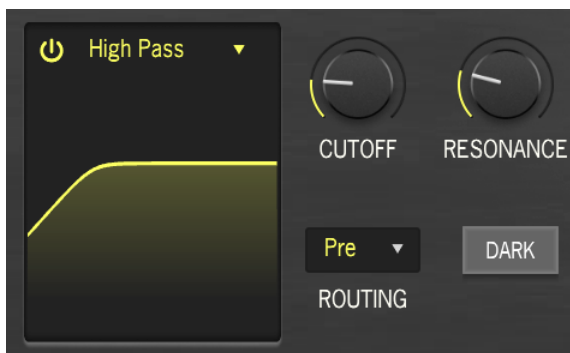 High Pass
CUTOFF
RESONANCE
Pre
DARK
ROUTING